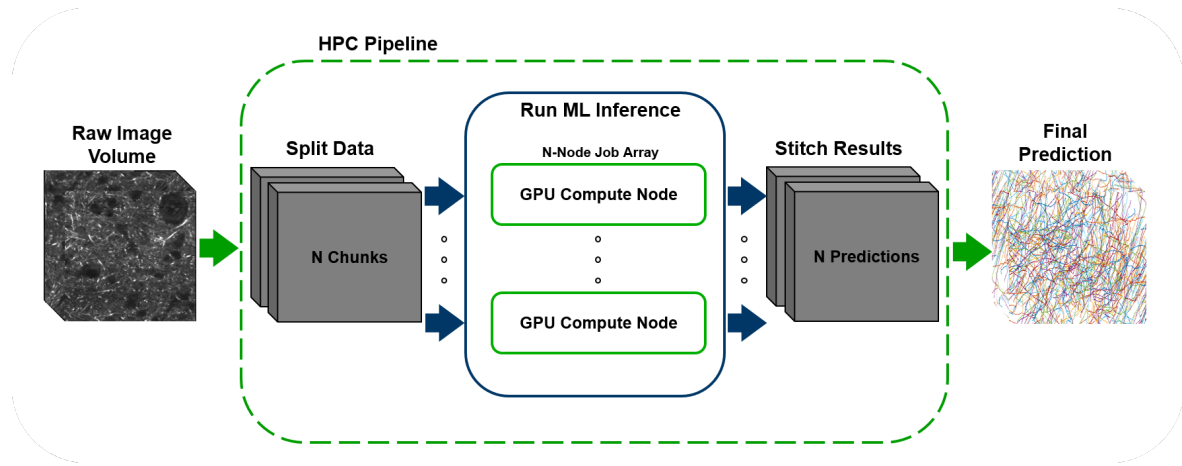 HPC Pipeline
Raw Image
Volume
Split Data
N Chunks
Run ML Inference
N-Node Job Array
GPU Compute Node
GPU Compute Node
Stitch Results
N Predictions
Final
Prediction